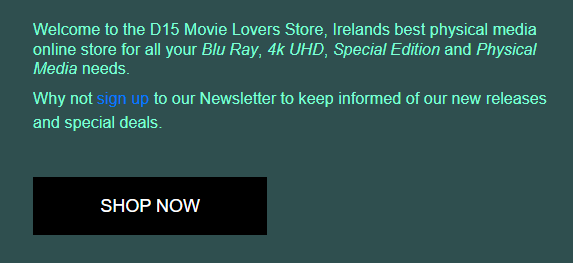 Welcome to the D15 Movie Lovers Store, Irelands best physical media
online store for all your Blu Ray, 4k UHD, Special Edition and Physical
Media needs.
Why not sign up to our Newsletter to keep informed of our new releases
and special deals.
SHOP NOW